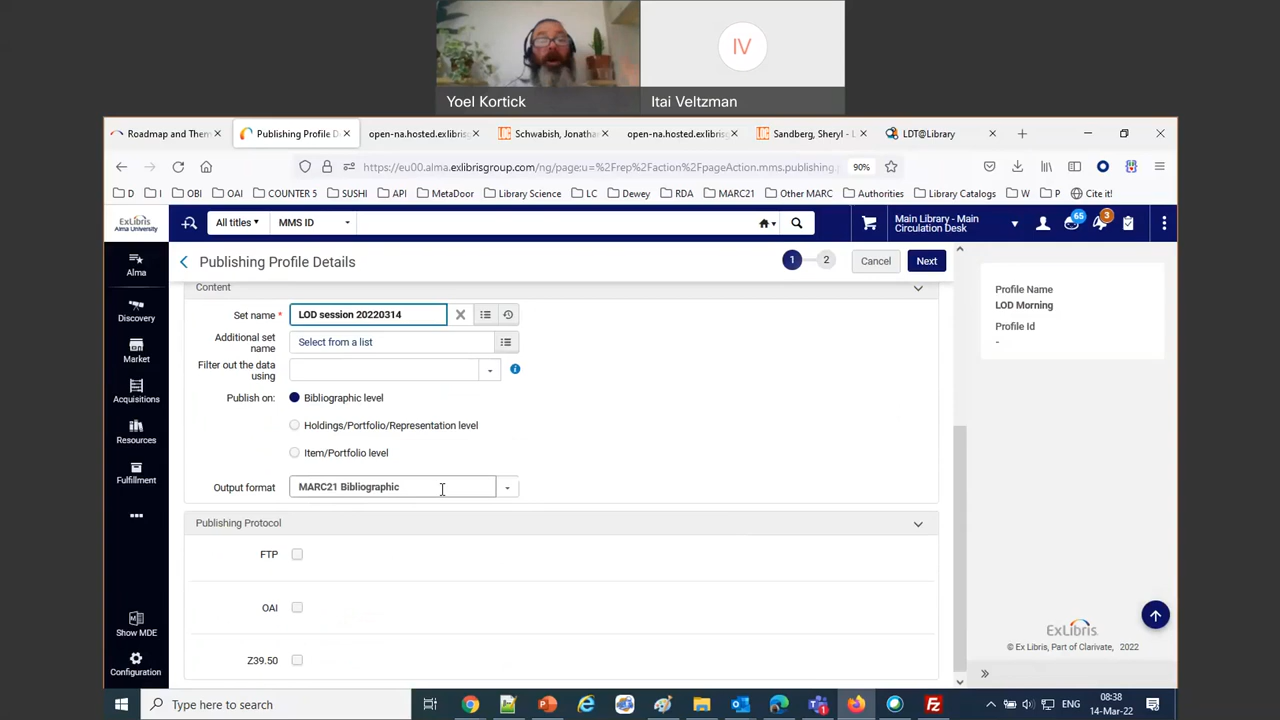 IV
Yoel Kortick
Itai Veltzman
Roadmap and Them
Publishing Profile D
open-na.hosted.exlibrisg
Schwabish, Jonathan
open-na.hosted.exlibrisg
Sandberg, Sheryl - L
LDT@Library
https://eu00.alma.exlibrisgroup.com/ng/page:u=%2Frep%2Faction%2FpageAction.mms.publishing.
90%
D
I
OBI
OAI
COUNTER 5
SUSHI
API
MetaDoor
Library Science
LC
Dewey
RDA
MARC21
Other MARC
Authorities
Library Catalogs
W
P
Cite it!
ExLibris
Alma University
All titles
MMS ID
Main Library - Main
Circulation Desk
65
3
Alma
Discovery
Market
Acquisitions
Resources
Fulfillment
Show MDE
Configuration
Publishing Profile Details
1
2
Cancel
Next
Content
Set name *
LOD session 20220314
Additional set
name
Select from a list
Filter out the data
using
Publish on:
Bibliographic level
Holdings/Portfolio/Representation level
Item/Portfolio level
Output format
MARC21 Bibliographic
Publishing Protocol
FTP
OAI
Z39.50
Profile Name
LOD Morning
Profile Id
-
ExLibris
© Ex Libris, Part of Clarivate, 2022
Type here to search
ENG
08:38
14-Mar-22